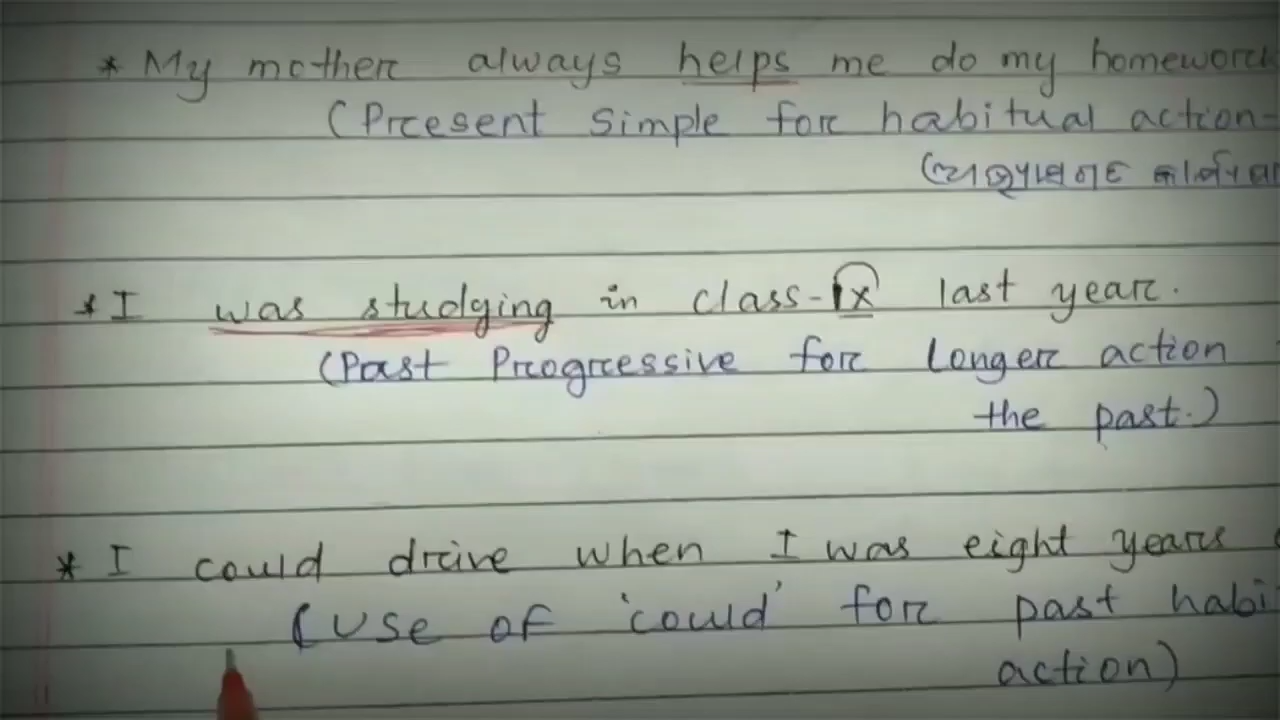 * My mother always helps me do my homework
(Present simple for habitual action-
* I was studying in class-IX last year.
(Past Progressive for Longer action
the past.)
* I could drive when I was eight years
(Use of 'could' for past habi
action)